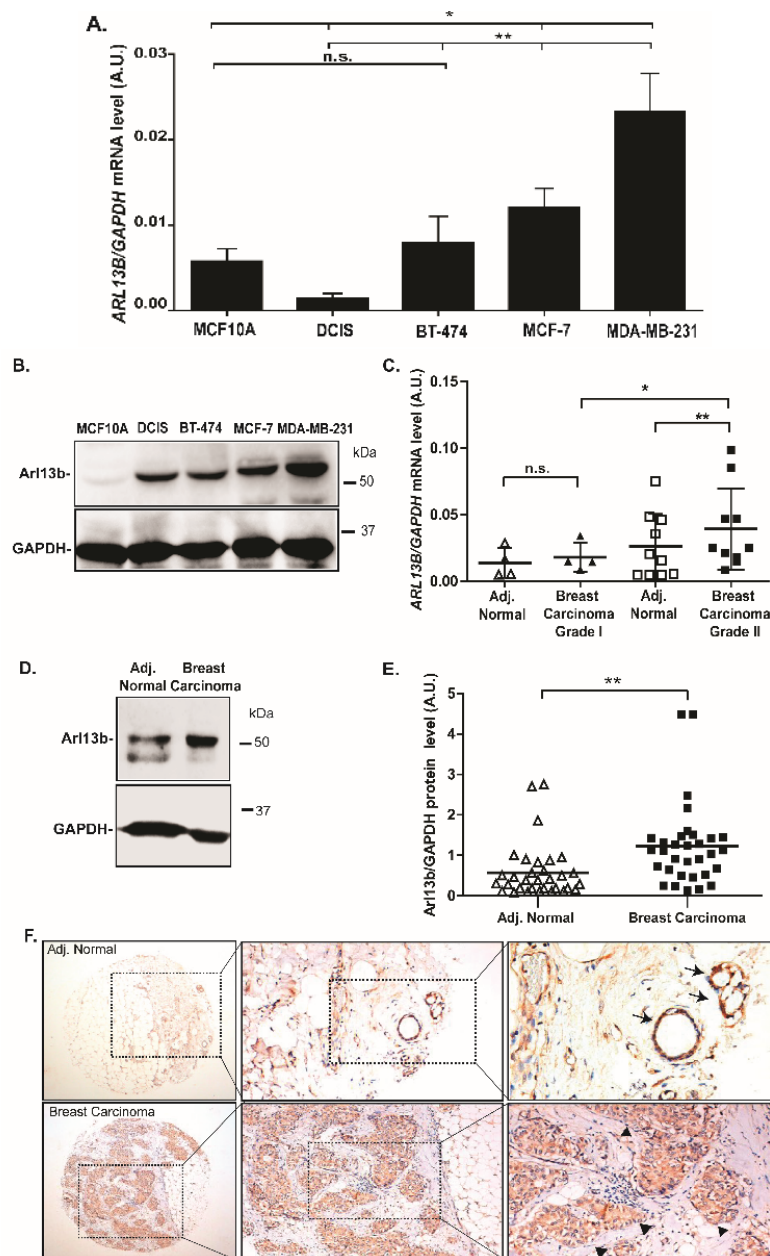 A.
*
**
n.s.
ARL13B/GAPDH mRNA level (A.U.)
0.03
0.02
0.01
0.00
MCF10A DCIS BT-474 MCF-7 MDA-MB-231
B.
MCF10A DCIS BT-474 MCF-7 MDA-MB-231
kDa
Arl13b-
50
37
GAPDH-
C.
ARL13B/GAPDH mRNA level (A.U.)
0.15
0.10
0.05
0.00
*
**
n.s.
Adj. Normal
Breast Carcinoma Grade I
Adj. Normal
Breast Carcinoma Grade II
D.
Adj. Normal
Breast Carcinoma
kDa
Arl13b-
50
37
GAPDH-
E.
Arl13b/GAPDH protein level (A.U.)
5
4
3
2
1
0
**
Adj. Normal
Breast Carcinoma
F.
Adj. Normal
Breast Carcinoma